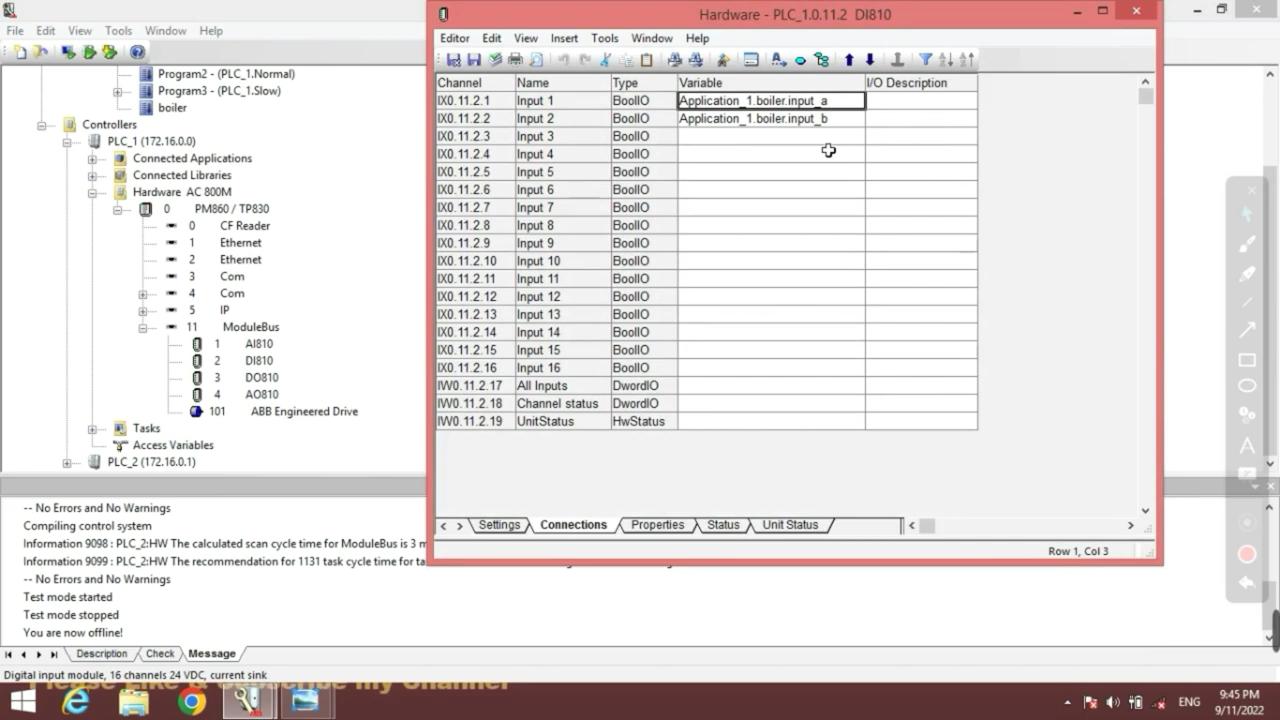 Hardware - PLC_1.0.11.2 DI810
File Edit View Tools Window Help
Editor Edit View Insert Tools Window Help
Program2 - (PLC_1.Normal)
Program3 - (PLC_1.Slow)
boiler
Controllers
PLC_1 (172.16.0.0)
Connected Applications
Connected Libraries
Hardware AC 800M
0 PM860 / TP830
0 CF Reader
1 Ethernet
2 Ethernet
3 Com
4 Com
5 IP
11 ModuleBus
1 AI810
2 DI810
3 DO810
4 AO810
101 ABB Engineered Drive
Tasks
Access Variables
PLC_2 (172.16.0.1)
Channel Name Type Variable I/O Description
IX0.11.2.1 Input 1 BoolIO Application_1.boiler.input_a
IX0.11.2.2 Input 2 BoolIO Application_1.boiler.input_b
IX0.11.2.3 Input 3 BoolIO
IX0.11.2.4 Input 4 BoolIO
IX0.11.2.5 Input 5 BoolIO
IX0.11.2.6 Input 6 BoolIO
IX0.11.2.7 Input 7 BoolIO
IX0.11.2.8 Input 8 BoolIO
IX0.11.2.9 Input 9 BoolIO
IX0.11.2.10 Input 10 BoolIO
IX0.11.2.11 Input 11 BoolIO
IX0.11.2.12 Input 12 BoolIO
IX0.11.2.13 Input 13 BoolIO
IX0.11.2.14 Input 14 BoolIO
IX0.11.2.15 Input 15 BoolIO
IX0.11.2.16 Input 16 BoolIO
IW0.11.2.17 All Inputs DwordIO
IW0.11.2.18 Channel status DwordIO
IW0.11.2.19 UnitStatus HwStatus
Settings Connections Properties Status Unit Status
Row 1, Col 3
-- No Errors and No Warnings
Compiling control system
Information 9098 : PLC_2:HW The calculated scan cycle time for ModuleBus is 3 m
Information 9099 : PLC_2:HW The recommendation for 1131 task cycle time for ta
-- No Errors and No Warnings
Test mode started
Test mode stopped
You are now offline!
Description Check Message
Digital input module, 16 channels 24 VDC, current sink
Please Like & Subscribe my Channel
ENG
9:45 PM
9/11/2022